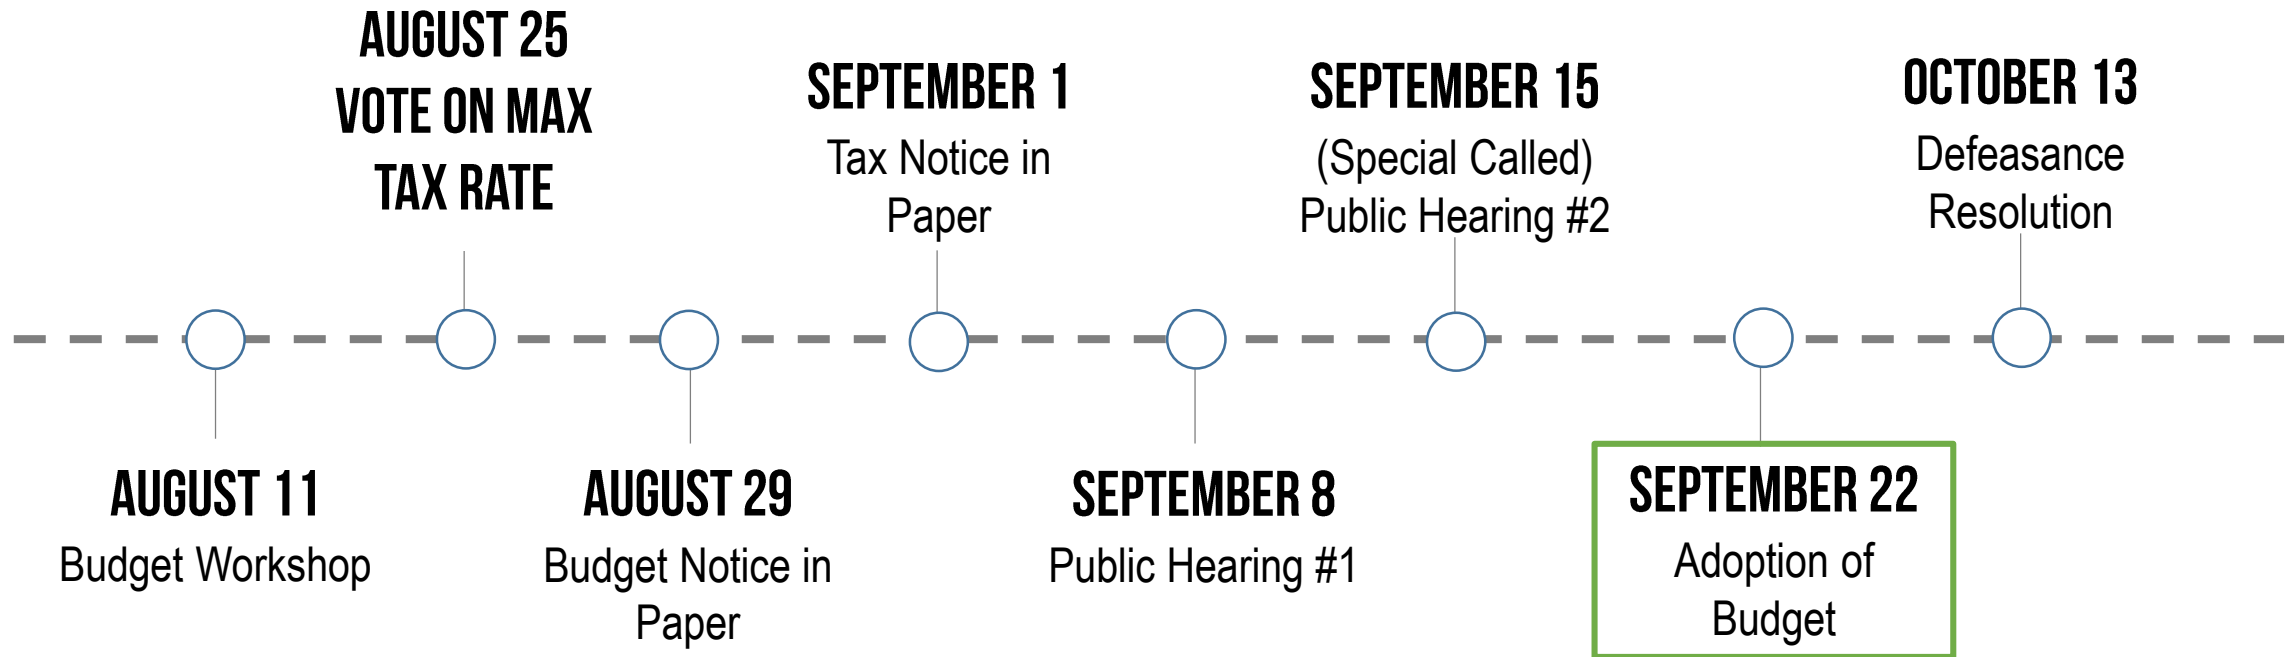 AUGUST 25
VOTE ON MAX
TAX RATE
SEPTEMBER 1
Tax Notice in
Paper
SEPTEMBER 15
(Special Called)
Public Hearing #2
OCTOBER 13
Defeasance
Resolution
AUGUST 11
Budget Workshop
AUGUST 29
Budget Notice in
Paper
SEPTEMBER 8
Public Hearing #1
SEPTEMBER 22
Adoption of
Budget